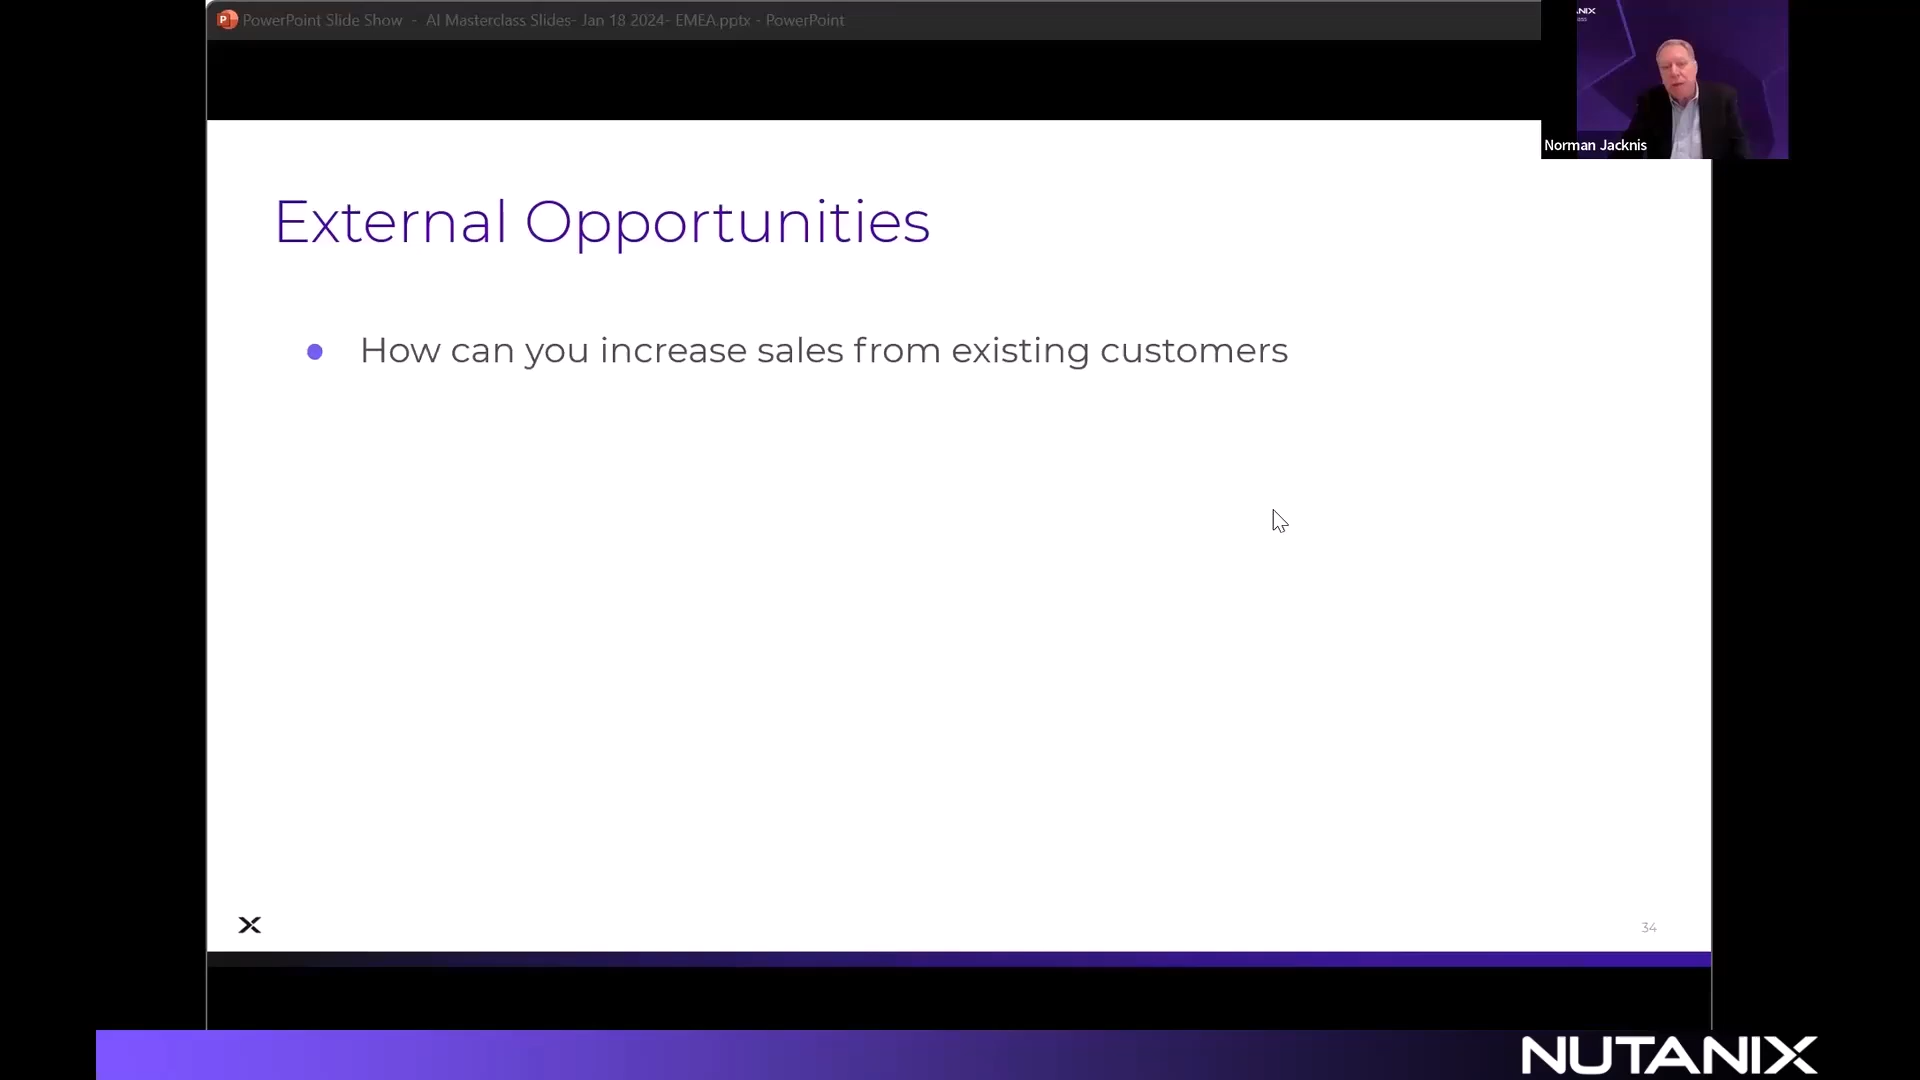 PowerPoint Slide Show - AI Masterclass Slides- Jan 18 2024- EMEA.pptx - PowerPoint
Norman Jacknis
External Opportunities
How can you increase sales from existing customers
34
NUTANIX